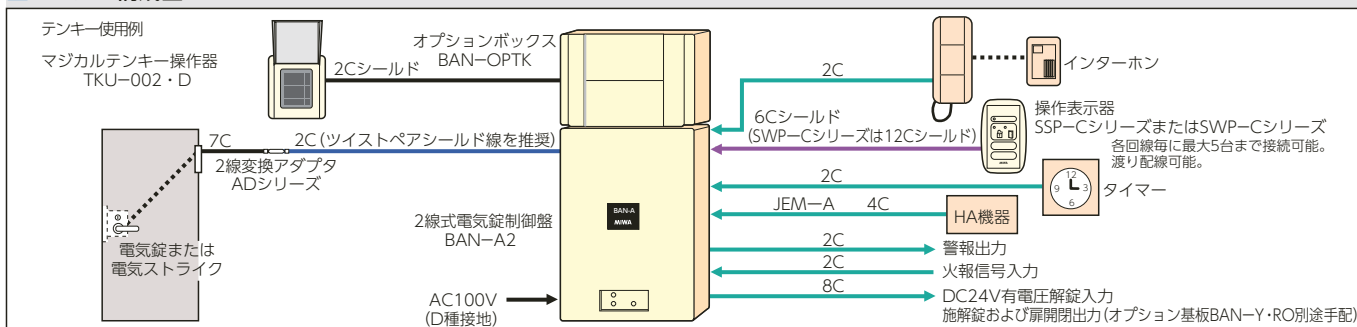 テンキー使用例
マジカルテンキー操作器
TKU−002・D
2Cシールド
オプションボックス
BAN−OPTK
2C
インターホン
6Cシールド
(SWP−Cシリーズは12Cシールド)
操作表示器
SSP−CシリーズまたはSWP−Cシリーズ
各回線毎に最大5台まで接続可能。
渡り配線可能。
7C
2C(ツイストペアシールド線を推奨)
2線変換アダプタ
ADシリーズ
2C
12
9
3
6
タイマー
BAN-A
MIWA
2線式電気錠制御盤
BAN−A2
JEM−A
4C
HA機器
電気錠または
電気ストライク
2C
警報出力
2C
火報信号入力
8C
DC24V有電圧解錠入力
施解錠および扉開閉出力(オプション基板BAN−Y・RO別途手配)
AC100V
(D種接地)